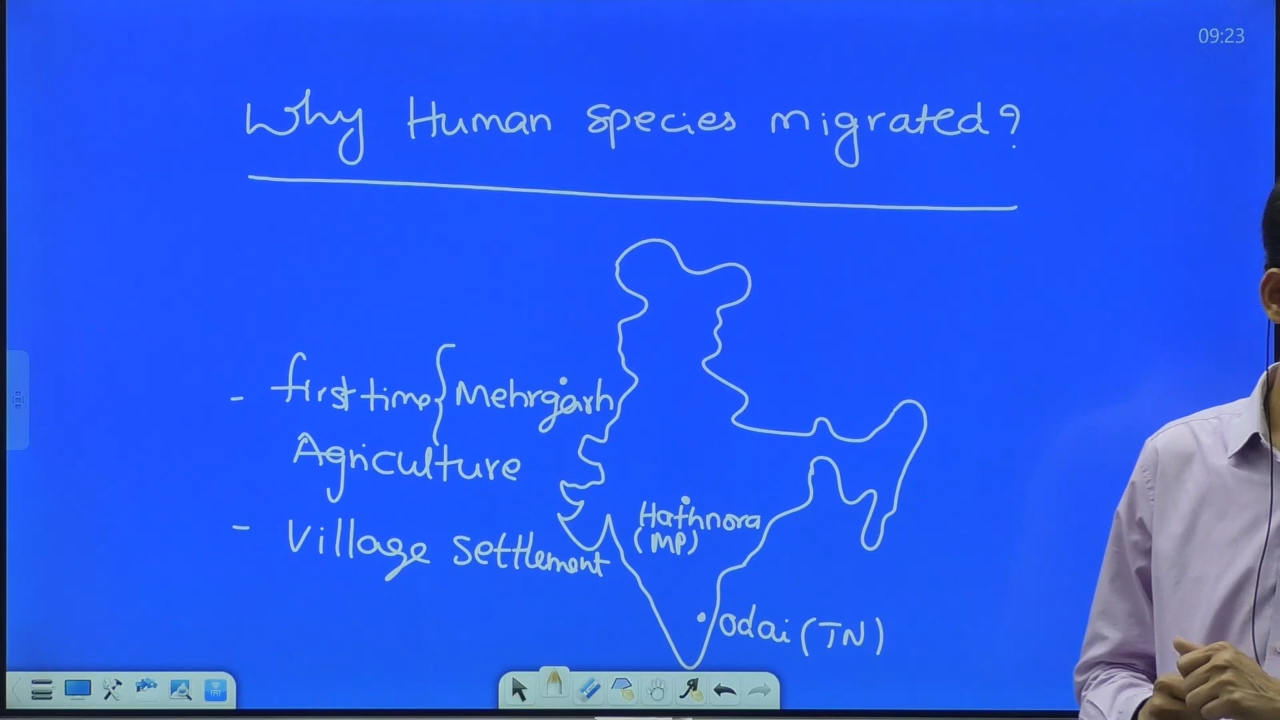 09:23
Why Human species migrated?
- first time { Mehrgarh
Agriculture
- Village settlement
Hathnora
(MP)
odai (TN)